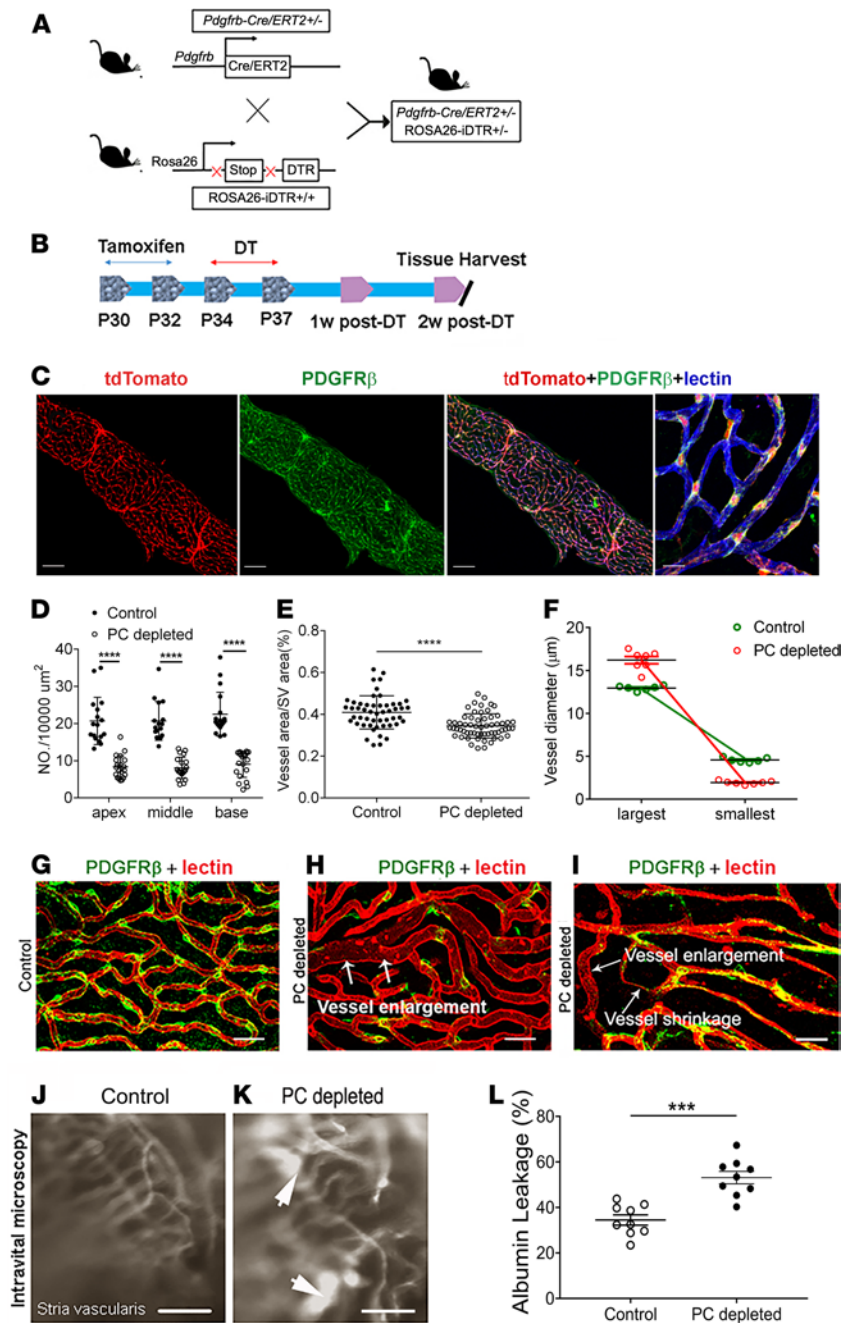 A
Pdgfrb-Cre/ERT2+/-
Pdgfrb
Cre/ERT2
Pdgfrb-Cre/ERT2+/-
ROSA26-iDTR+/-
Rosa26
Stop
DTR
ROSA26-iDTR+/+
B
Tamoxifen
DT
Tissue Harvest
P30
P32
P34
P37
1w post-DT
2w post-DT
C
tdTomato
PDGFRβ
tdTomato+PDGFRβ+lectin
D
Control
PC depleted
****
****
****
NO./10000 um²
40
30
20
10
0
apex
middle
base
E
****
Vessel area/SV area(%)
0.8
0.6
0.4
0.2
0.0
Control
PC depleted
F
Control
PC depleted
Vessel diameter (μm)
20
15
10
5
0
largest
smallest
G
PDGFRβ + lectin
Control
H
PDGFRβ + lectin
PC depleted
Vessel enlargement
I
PDGFRβ + lectin
PC depleted
Vessel enlargement
Vessel shrinkage
J
Control
Intravital microscopy
Stria vascularis
K
PC depleted
L
***
Albumin Leakage (%)
80
60
40
20
0
Control
PC depleted